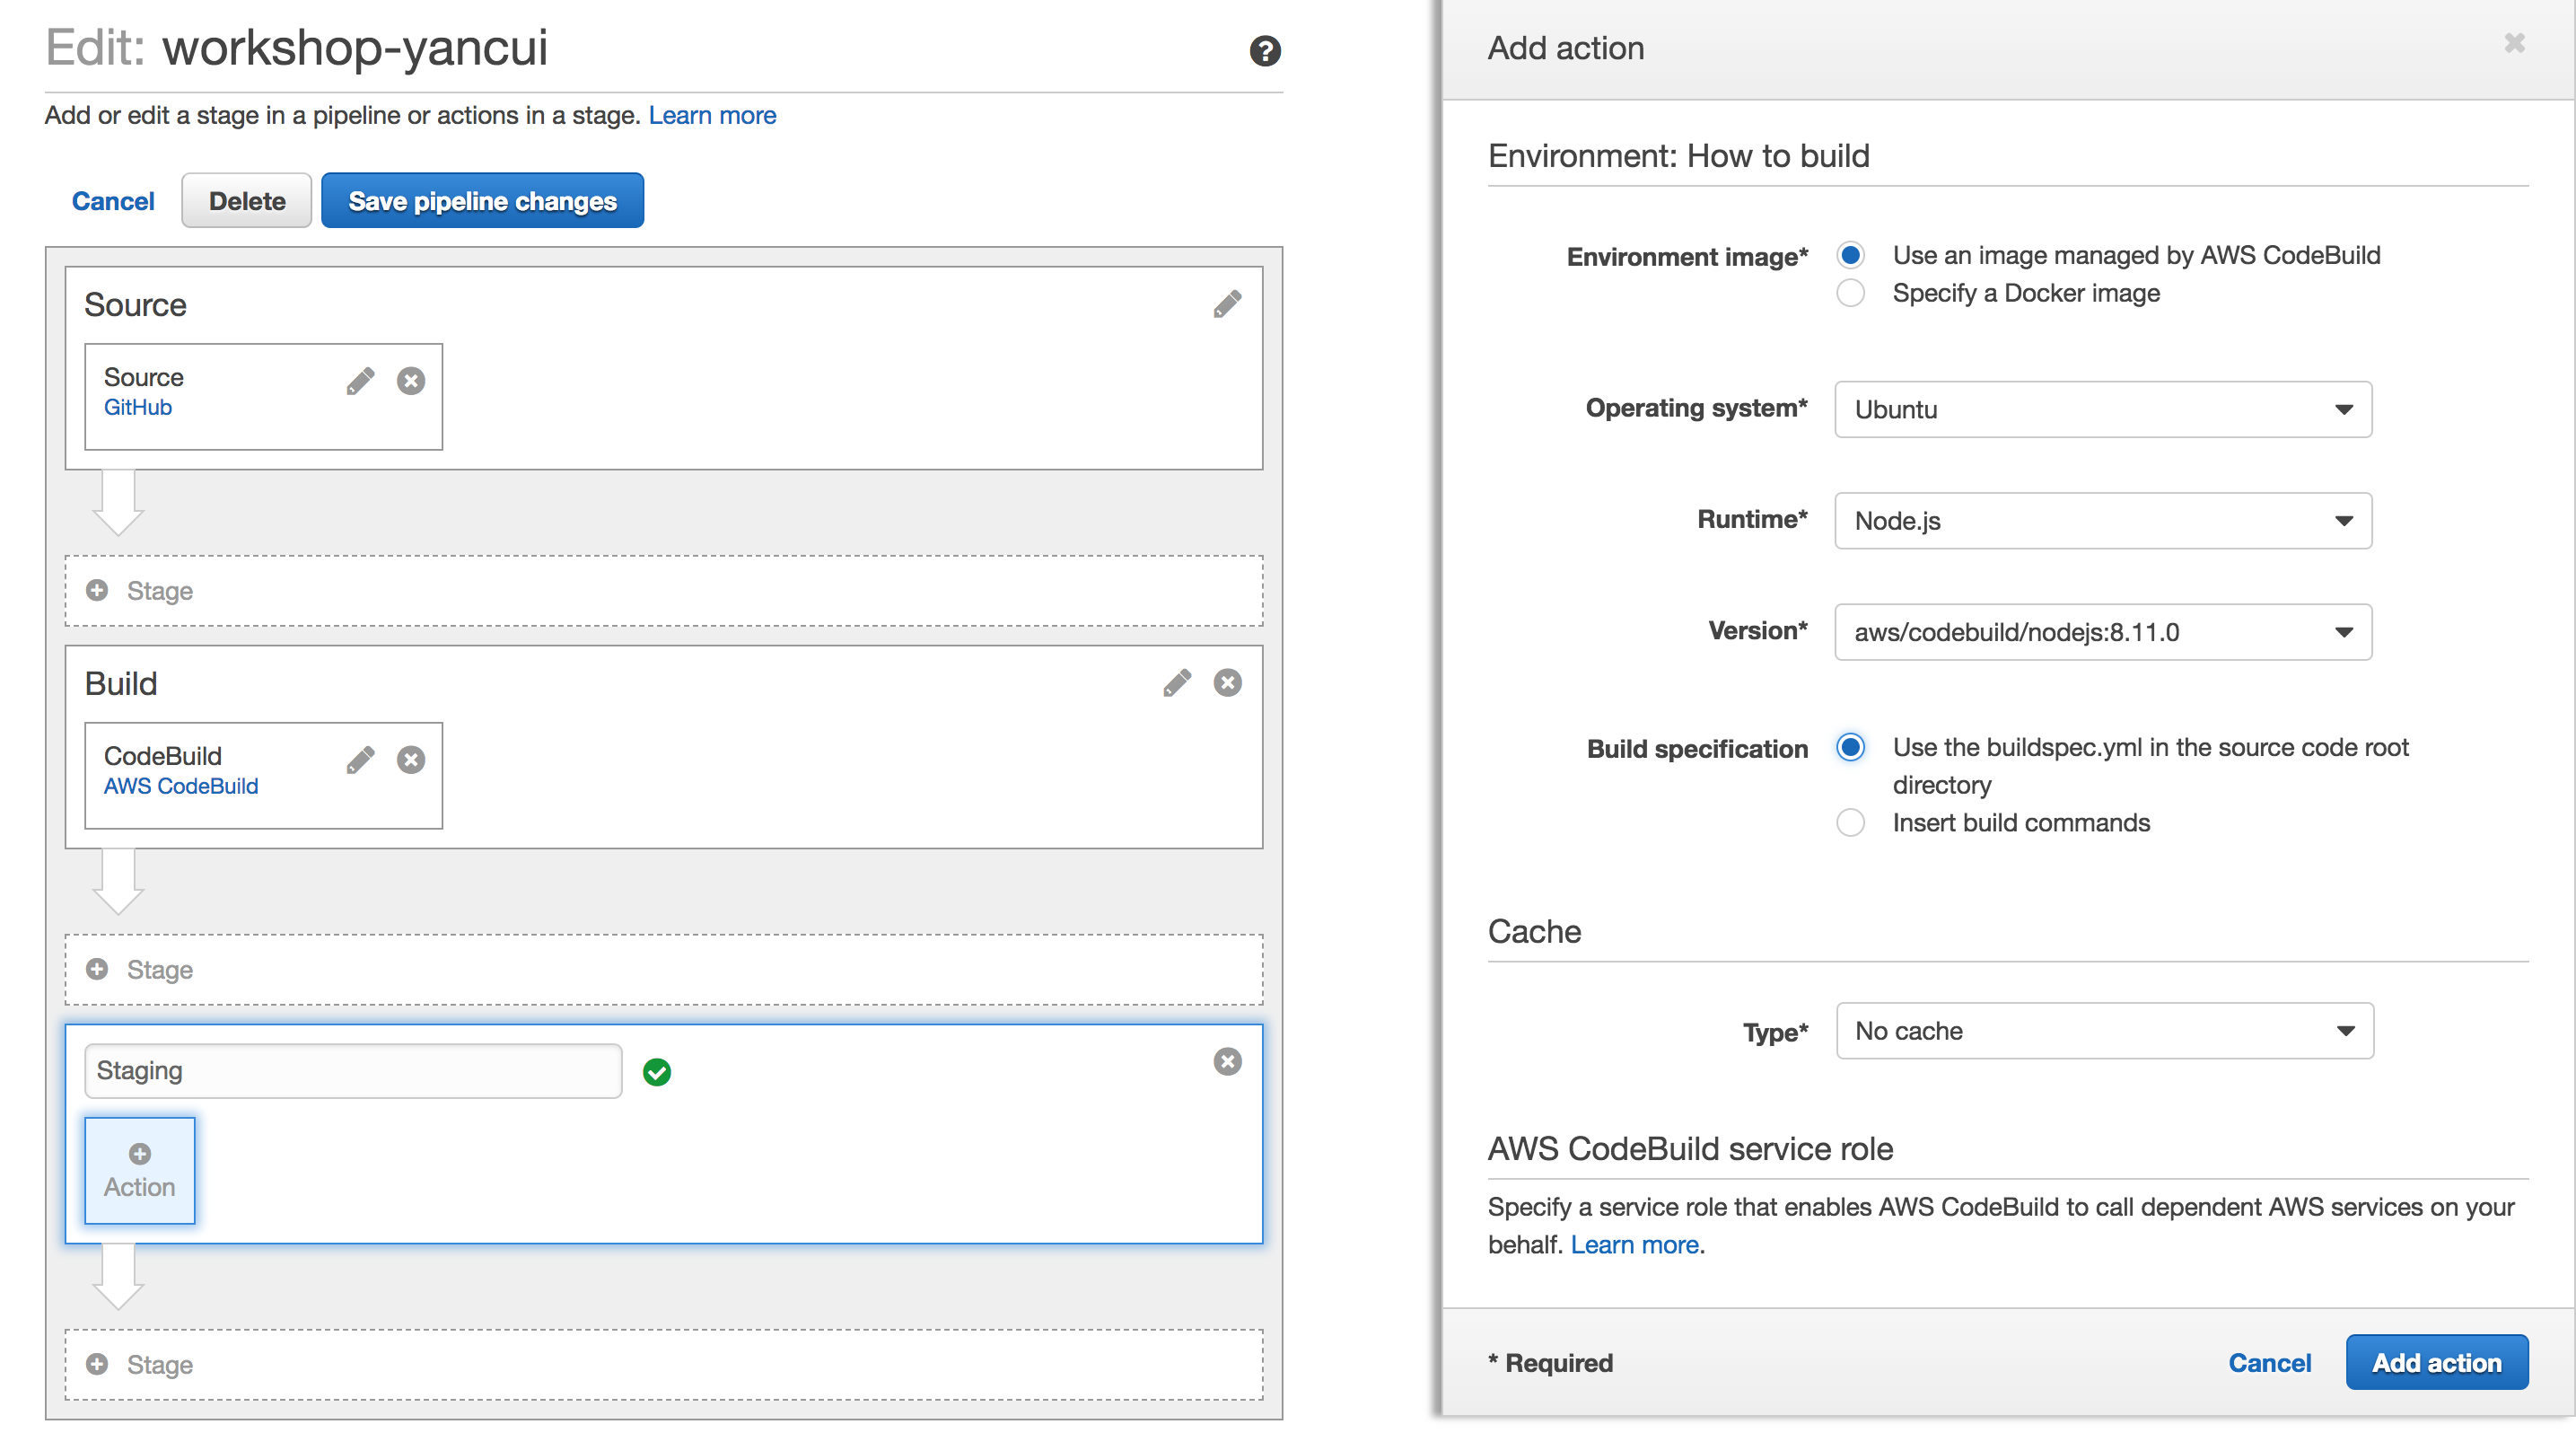 Edit: workshop-yancui
Add or edit a stage in a pipeline or actions in a stage. Learn more
Cancel Delete Save pipeline changes
Source
Source
GitHub
Stage
Build
CodeBuild
AWS CodeBuild
Stage
Staging
Action
Stage
Add action
Environment: How to build
Environment image* Use an image managed by AWS CodeBuild
Specify a Docker image
Operating system* Ubuntu
Runtime* Node.js
Version* aws/codebuild/nodejs:8.11.0
Build specification Use the buildspec.yml in the source code root
directory
Insert build commands
Cache
Type* No cache
AWS CodeBuild service role
Specify a service role that enables AWS CodeBuild to call dependent AWS services on your
behalf. Learn more.
* Required Cancel Add action